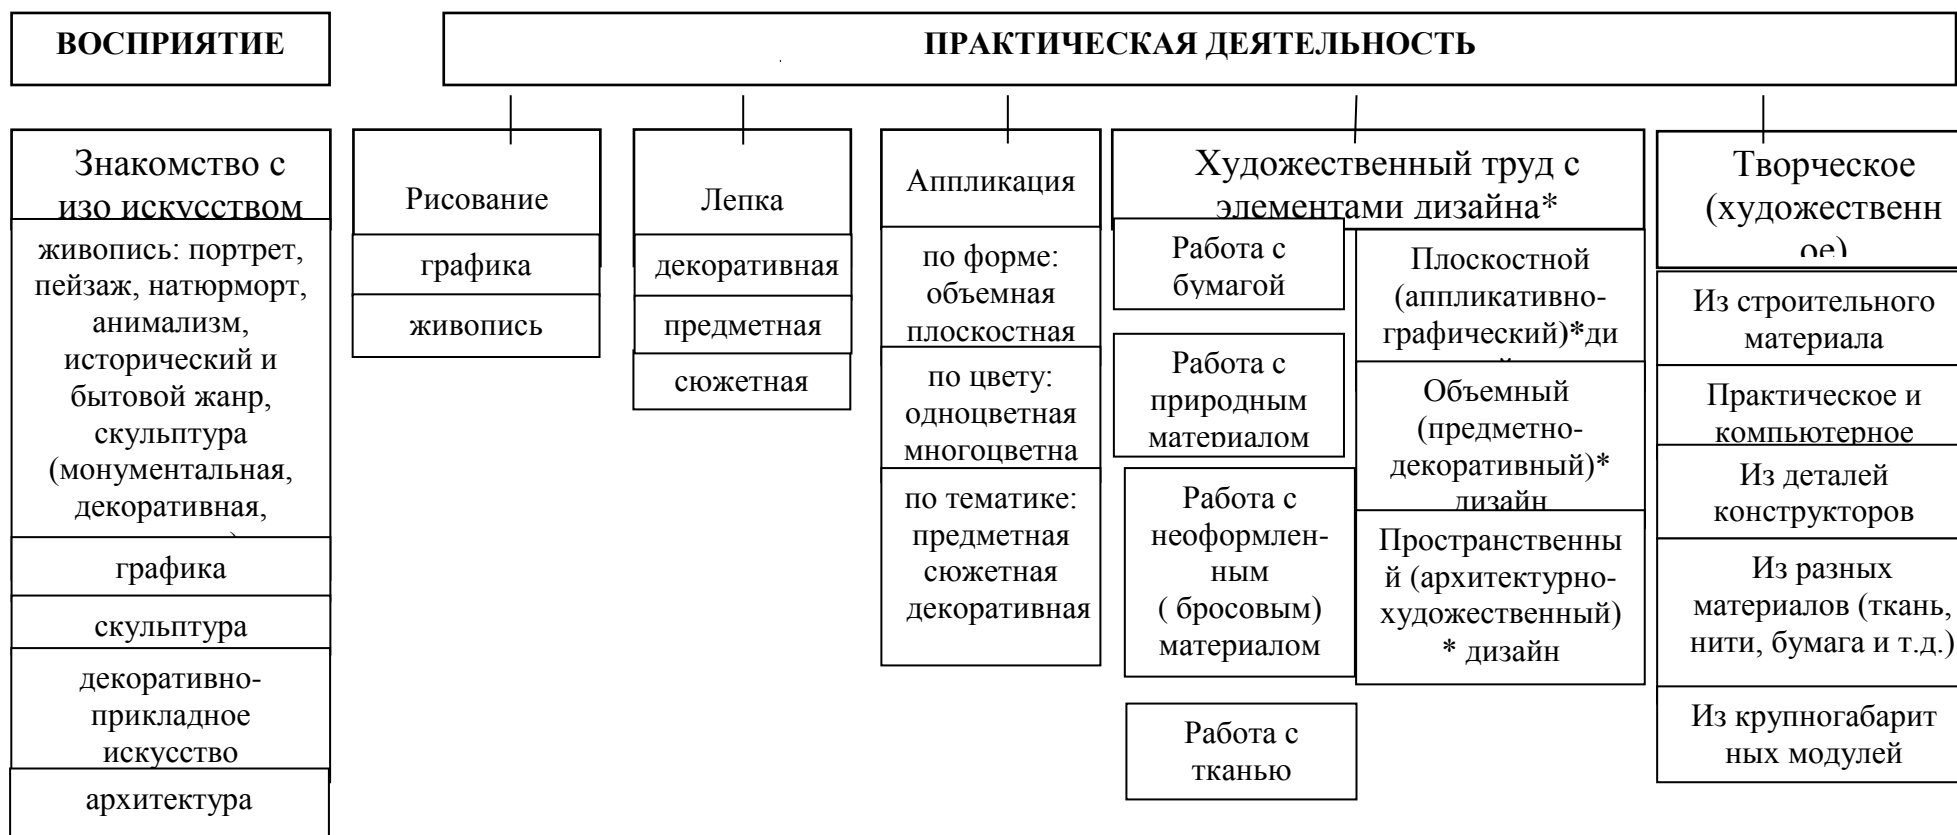 ВОСПРИЯТИЕ
ПРАКТИЧЕСКАЯ ДЕЯТЕЛЬНОСТЬ
Знакомство с
изо искусством
живопись: портрет,
пейзаж, натюрморт,
анимализм,
исторический и
бытовой жанр,
скульптура
(монументальная,
декоративная,
графика
скульптура
декоративно-
прикладное
искусство
архитектура
Рисование
графика
живопись
Лепка
декоративная
предметная
сюжетная
Аппликация
по форме:
объемная
плоскостная
по цвету:
одноцветная
многоцветна
по тематике:
предметная
сюжетная
декоративная
Художественный труд с
элементами дизайна*
Работа с
бумагой
Работа с
природным
материалом
Работа с
неоформлен-
ным
( бросовым)
материалом
Работа с
тканью
Плоскостной
(аппликативно-
графический)*ди
Объемный
(предметно-
декоративный)*
дизайн
Пространственны
й (архитектурно-
художественный)
* дизайн
Творческое
(художественн
ое)
Из строительного
материала
Практическое и
компьютерное
Из деталей
конструкторов
Из разных
материалов (ткань,
нити, бумага и т.д.)
Из крупногабарит
ных модулей